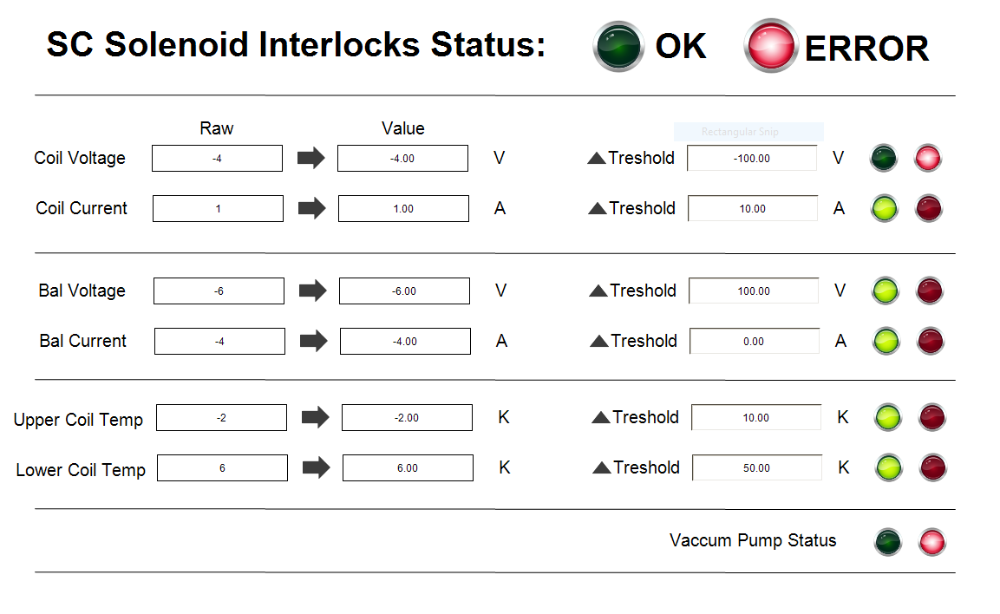 SC Solenoid Interlocks Status: OK ERROR
Raw Value
Rectangular Snip
Coil Voltage -4 -4.00 V Treshold -100.00 V
Coil Current 1 1.00 A Treshold 10.00 A
Bal Voltage -6 -6.00 V Treshold 100.00 V
Bal Current -4 -4.00 A Treshold 0.00 A
Upper Coil Temp -2 -2.00 K Treshold 10.00 K
Lower Coil Temp 6 6.00 K Treshold 50.00 K
Vaccum Pump Status